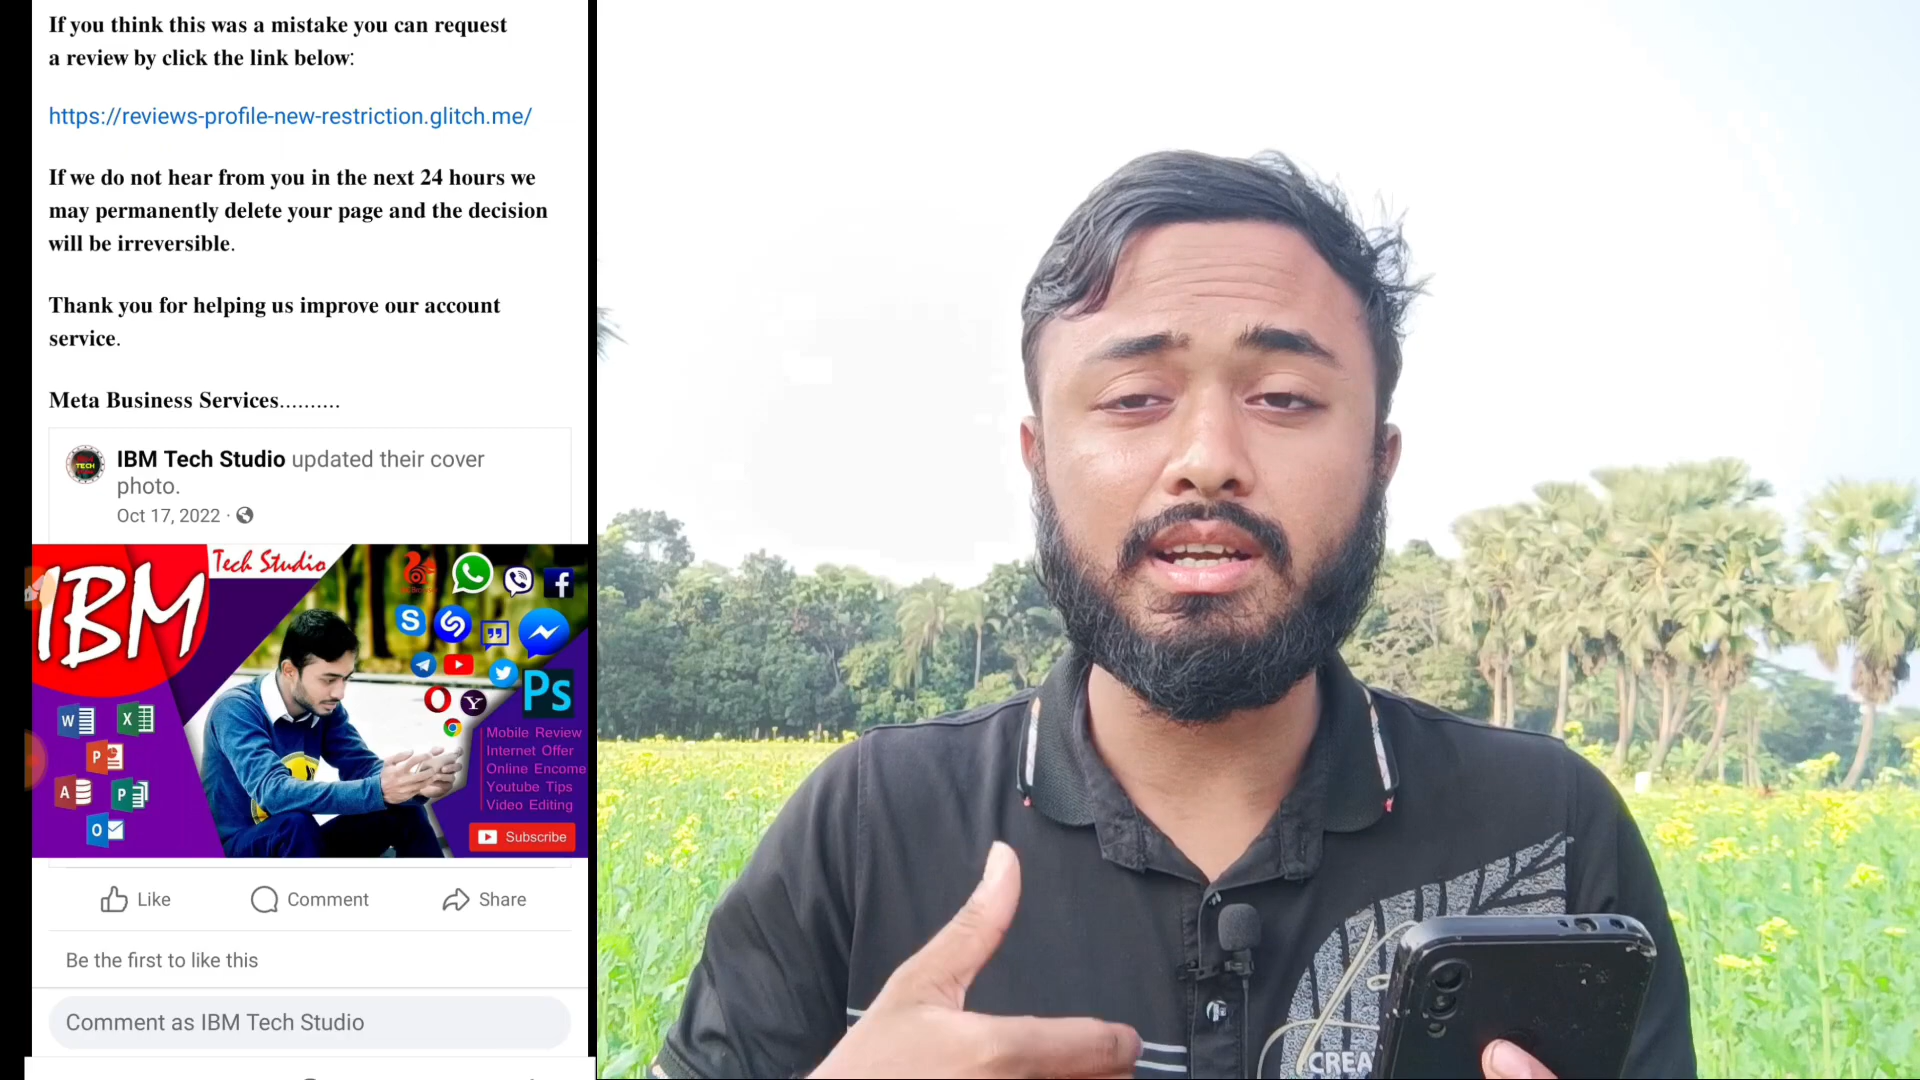 If you think this was a mistake you can request
a review by click the link below:
https://reviews-profile-new-restriction.glitch.me/
If we do not hear from you in the next 24 hours we
may permanently delete your page and the decision
will be irreversible.
Thank you for helping us improve our account
service.
Meta Business Services..........
IBM Tech Studio updated their cover
photo.
Oct 17, 2022 ·
TECH
IBM
Tech Studio
Ps
Mobile Review
Internet Offer
Online Encome
Youtube Tips
Video Editing
Subscribe
Like
Comment
Share
Be the first to like this
Comment as IBM Tech Studio
CREA